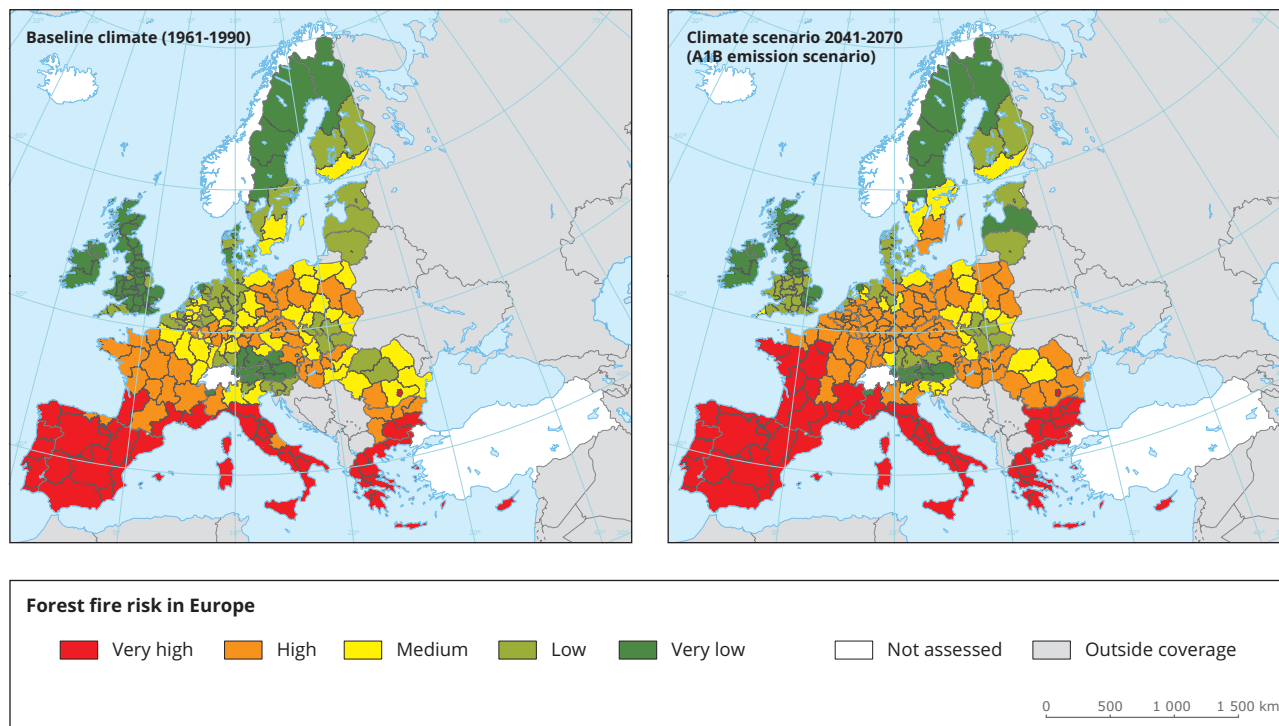 Baseline climate (1961-1990)
Climate scenario 2041-2070
(A1B emission scenario)
Forest fire risk in Europe
Very high
High
Medium
Low
Very low
Not assessed
Outside coverage
0 500 1 000 1 500 km